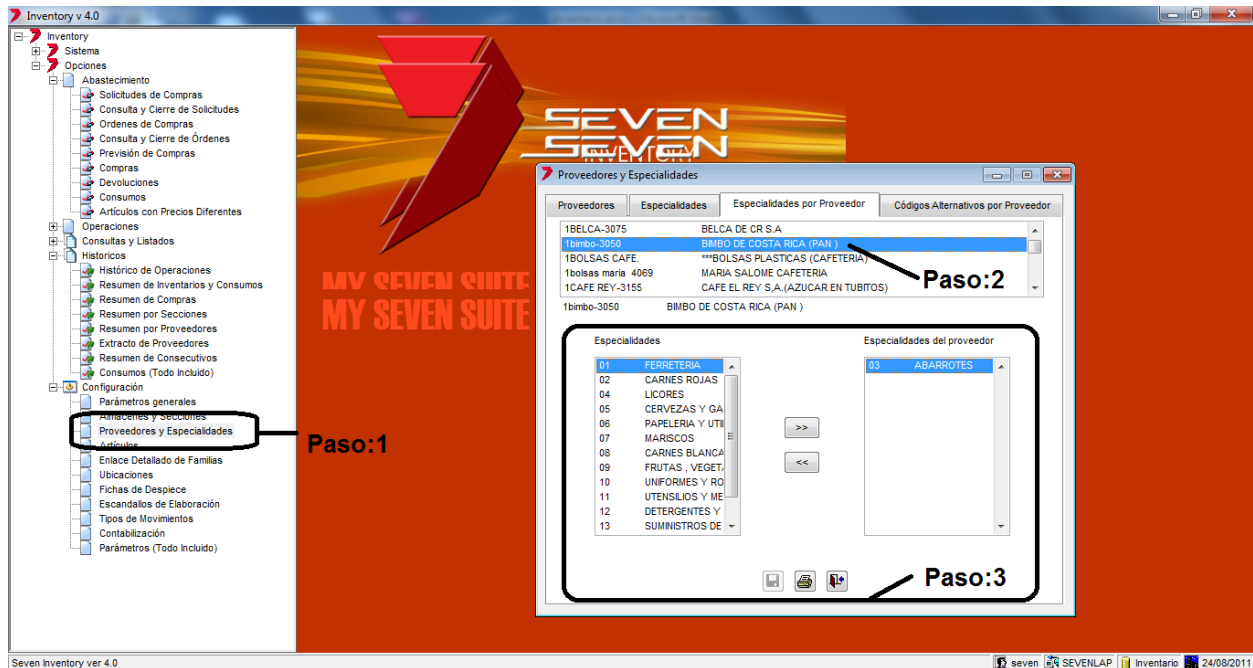 Inventory v 4.0
Inventory
Sistema
Opciones
Abastecimiento
Solicitudes de Compras
Consulta y Cierre de Solicitudes
Ordenes de Compras
Consulta y Cierre de Órdenes
Previsión de Compras
Compras
Devoluciones
Consumos
Artículos con Precios Diferentes
Operaciones
Consultas y Listados
Historicos
Histórico de Operaciones
Resumen de Inventarios y Consumos
Resumen de Compras
Resumen por Secciones
Resumen por Proveedores
Extracto de Proveedores
Resumen de Consecutivos
Consumos (Todo Incluido)
Configuración
Parámetros generales
Almacenes y Secciones
Proveedores y Especialidades
Artículos
Enlace Detallado de Familias
Ubicaciones
Fichas de Despiece
Escandallos de Elaboración
Tipos de Movimientos
Contabilización
Parámetros (Todo Incluido)
Paso:1
SEVEN
SEVEN
INVENTORY
MY SEVEN SUITE
MY SEVEN SUITE
Proveedores y Especialidades
Proveedores Especialidades Especialidades por Proveedor Códigos Alternativos por Proveedor
1BELCA-3075 BELCA DE CR S.A
1bimbo-3050 BIMBO DE COSTA RICA (PAN )
1BOLSAS CAFE. ***BOLSAS PLASTICAS (CAFETERIA)
1bolsas maria 4069 MARIA SALOME CAFETERIA
1CAFE REY-3155 CAFE EL REY S,A.(AZUCAR EN TUBITOS)
Paso:2
1bimbo-3050 BIMBO DE COSTA RICA (PAN )
Especialidades Especialidades del proveedor
01 FERRETERIA 03 ABARROTES
02 CARNES ROJAS
04 LICORES
05 CERVEZAS Y GA
06 PAPELERIA Y UTI
07 MARISCOS
08 CARNES BLANCA
09 FRUTAS , VEGET
10 UNIFORMES Y RO
11 UTENSILIOS Y ME
12 DETERGENTES Y
13 SUMINISTROS DE
>>
<<
Paso:3
Seven Inventory ver 4.0 seven SEVENLAP Inventario 24/08/2011